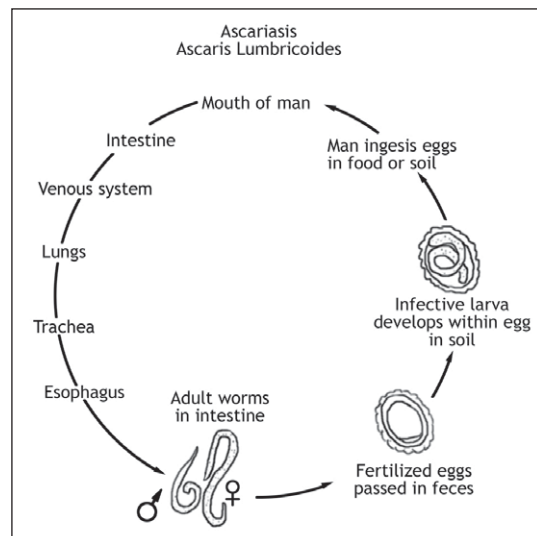 Ascariasis
Ascaris Lumbricoides
Mouth of man
Intestine
Venous system
Lungs
Trachea
Esophagus
Adult worms
in intestine
♂
♀
Fertilized eggs
passed in feces
Infective larva
develops within egg
in soil
Man ingesis eggs
in food or soil